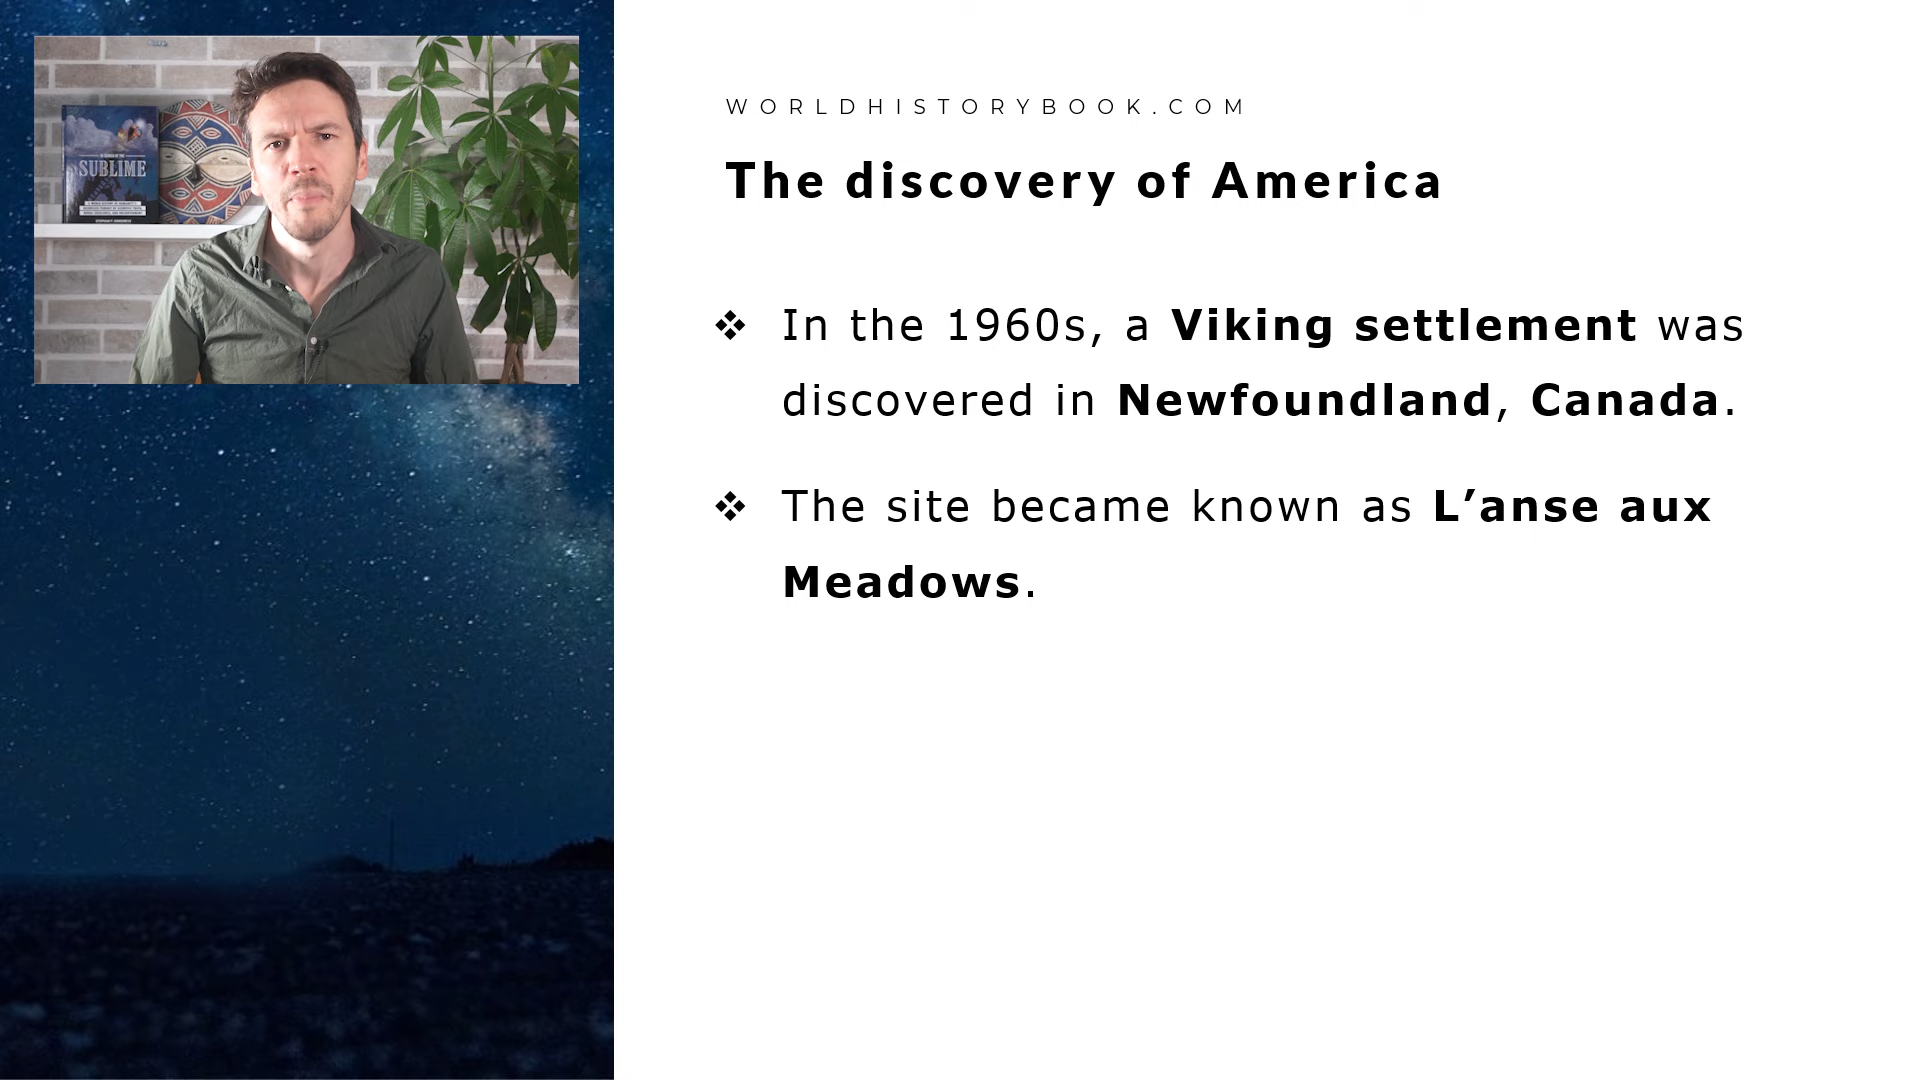 WORLDHISTORYBOOK.COM
The discovery of America
❖ In the 1960s, a Viking settlement was
discovered in Newfoundland, Canada.
❖ The site became known as L’anse aux
Meadows.
SUBLIME